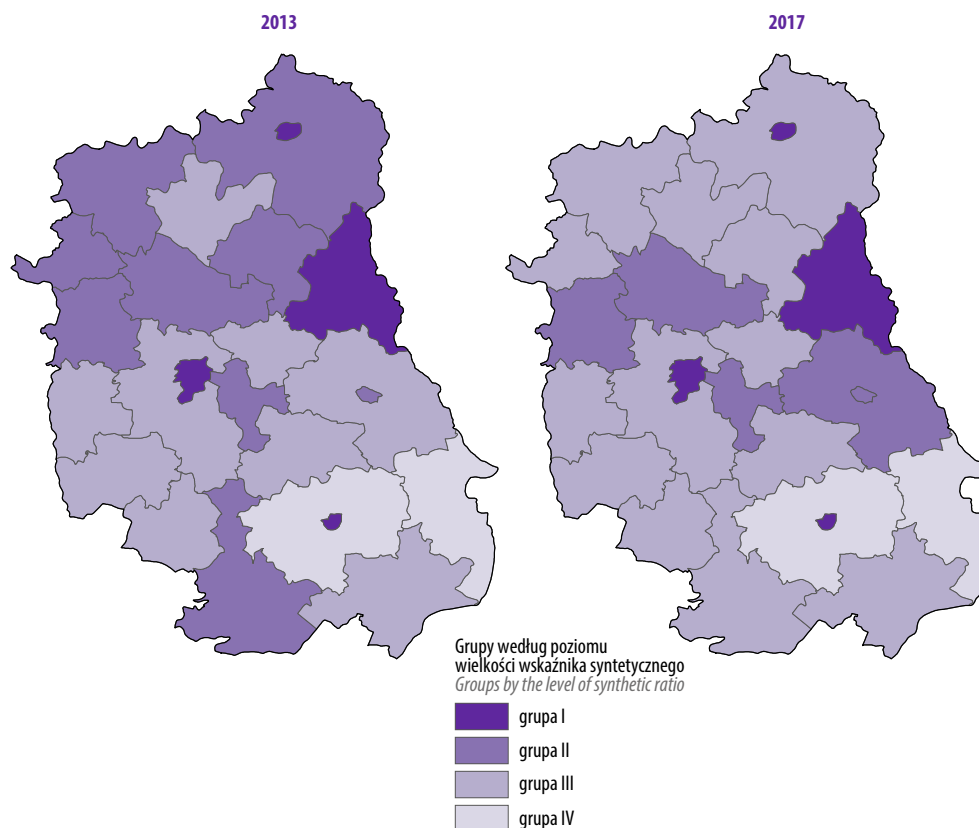 2013
2017
Grupy według poziomu
wielkości wskaźnika syntetycznego
Groups by the level of synthetic ratio
grupa I
grupa II
grupa III
grupa IV